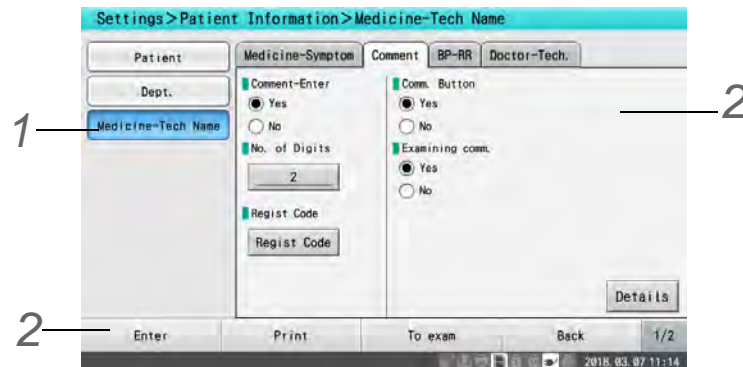 Settings>Patient Information>Medicine-Tech Name
Patient
Dept.
Medicine-Tech Name
Medicine-Symptom Comment BP-RR Doctor-Tech.
Comment-Enter
Yes
No
No. of Digits
2
Regist Code
Regist Code
Comm. Button
Yes
No
Examining comm.
Yes
No
Details
Enter Print To exam Back 1/2
2018.03.07 11:14
1
2
2